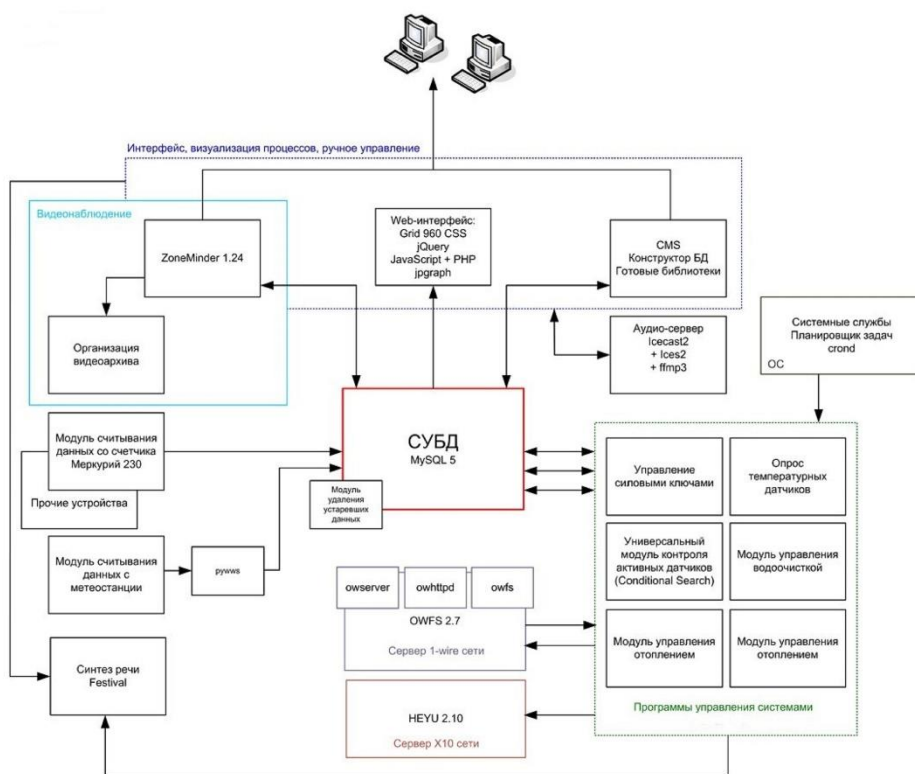 Интерфейс, визуализация процессов, ручное управление
Видеонаблюдение
ZoneMinder 1.24
Организация
видеоархива
Web-интерфейс:
Grid 960 CSS
jQuery
JavaScript + PHP
jpgraph
CMS
Конструктор БД
Готовые библиотеки
Аудио-сервер
Icecast2
+ Ices2
+ ffmp3
Системные службы
Планировщик задач
crond
ОС
Модуль считывания
данных со счетчика
Меркурий 230
Прочие устройства
СУБД
MySQL 5
Модуль
удаления
устаревших
данных
Модуль считывания
данных с
метеостанции
pywws
Управление
силовыми ключами
Опрос
температурных
датчиков
Универсальный
модуль контроля
активных датчиков
(Conditional Search)
Модуль управления
водоочисткой
Модуль управления
отоплением
Модуль управления
отоплением
Программы управления системами
owserver
owhttpd
owfs
OWFS 2.7
Сервер 1-wire сети
HEYU 2.10
Сервер X10 сети
Синтез речи
Festival